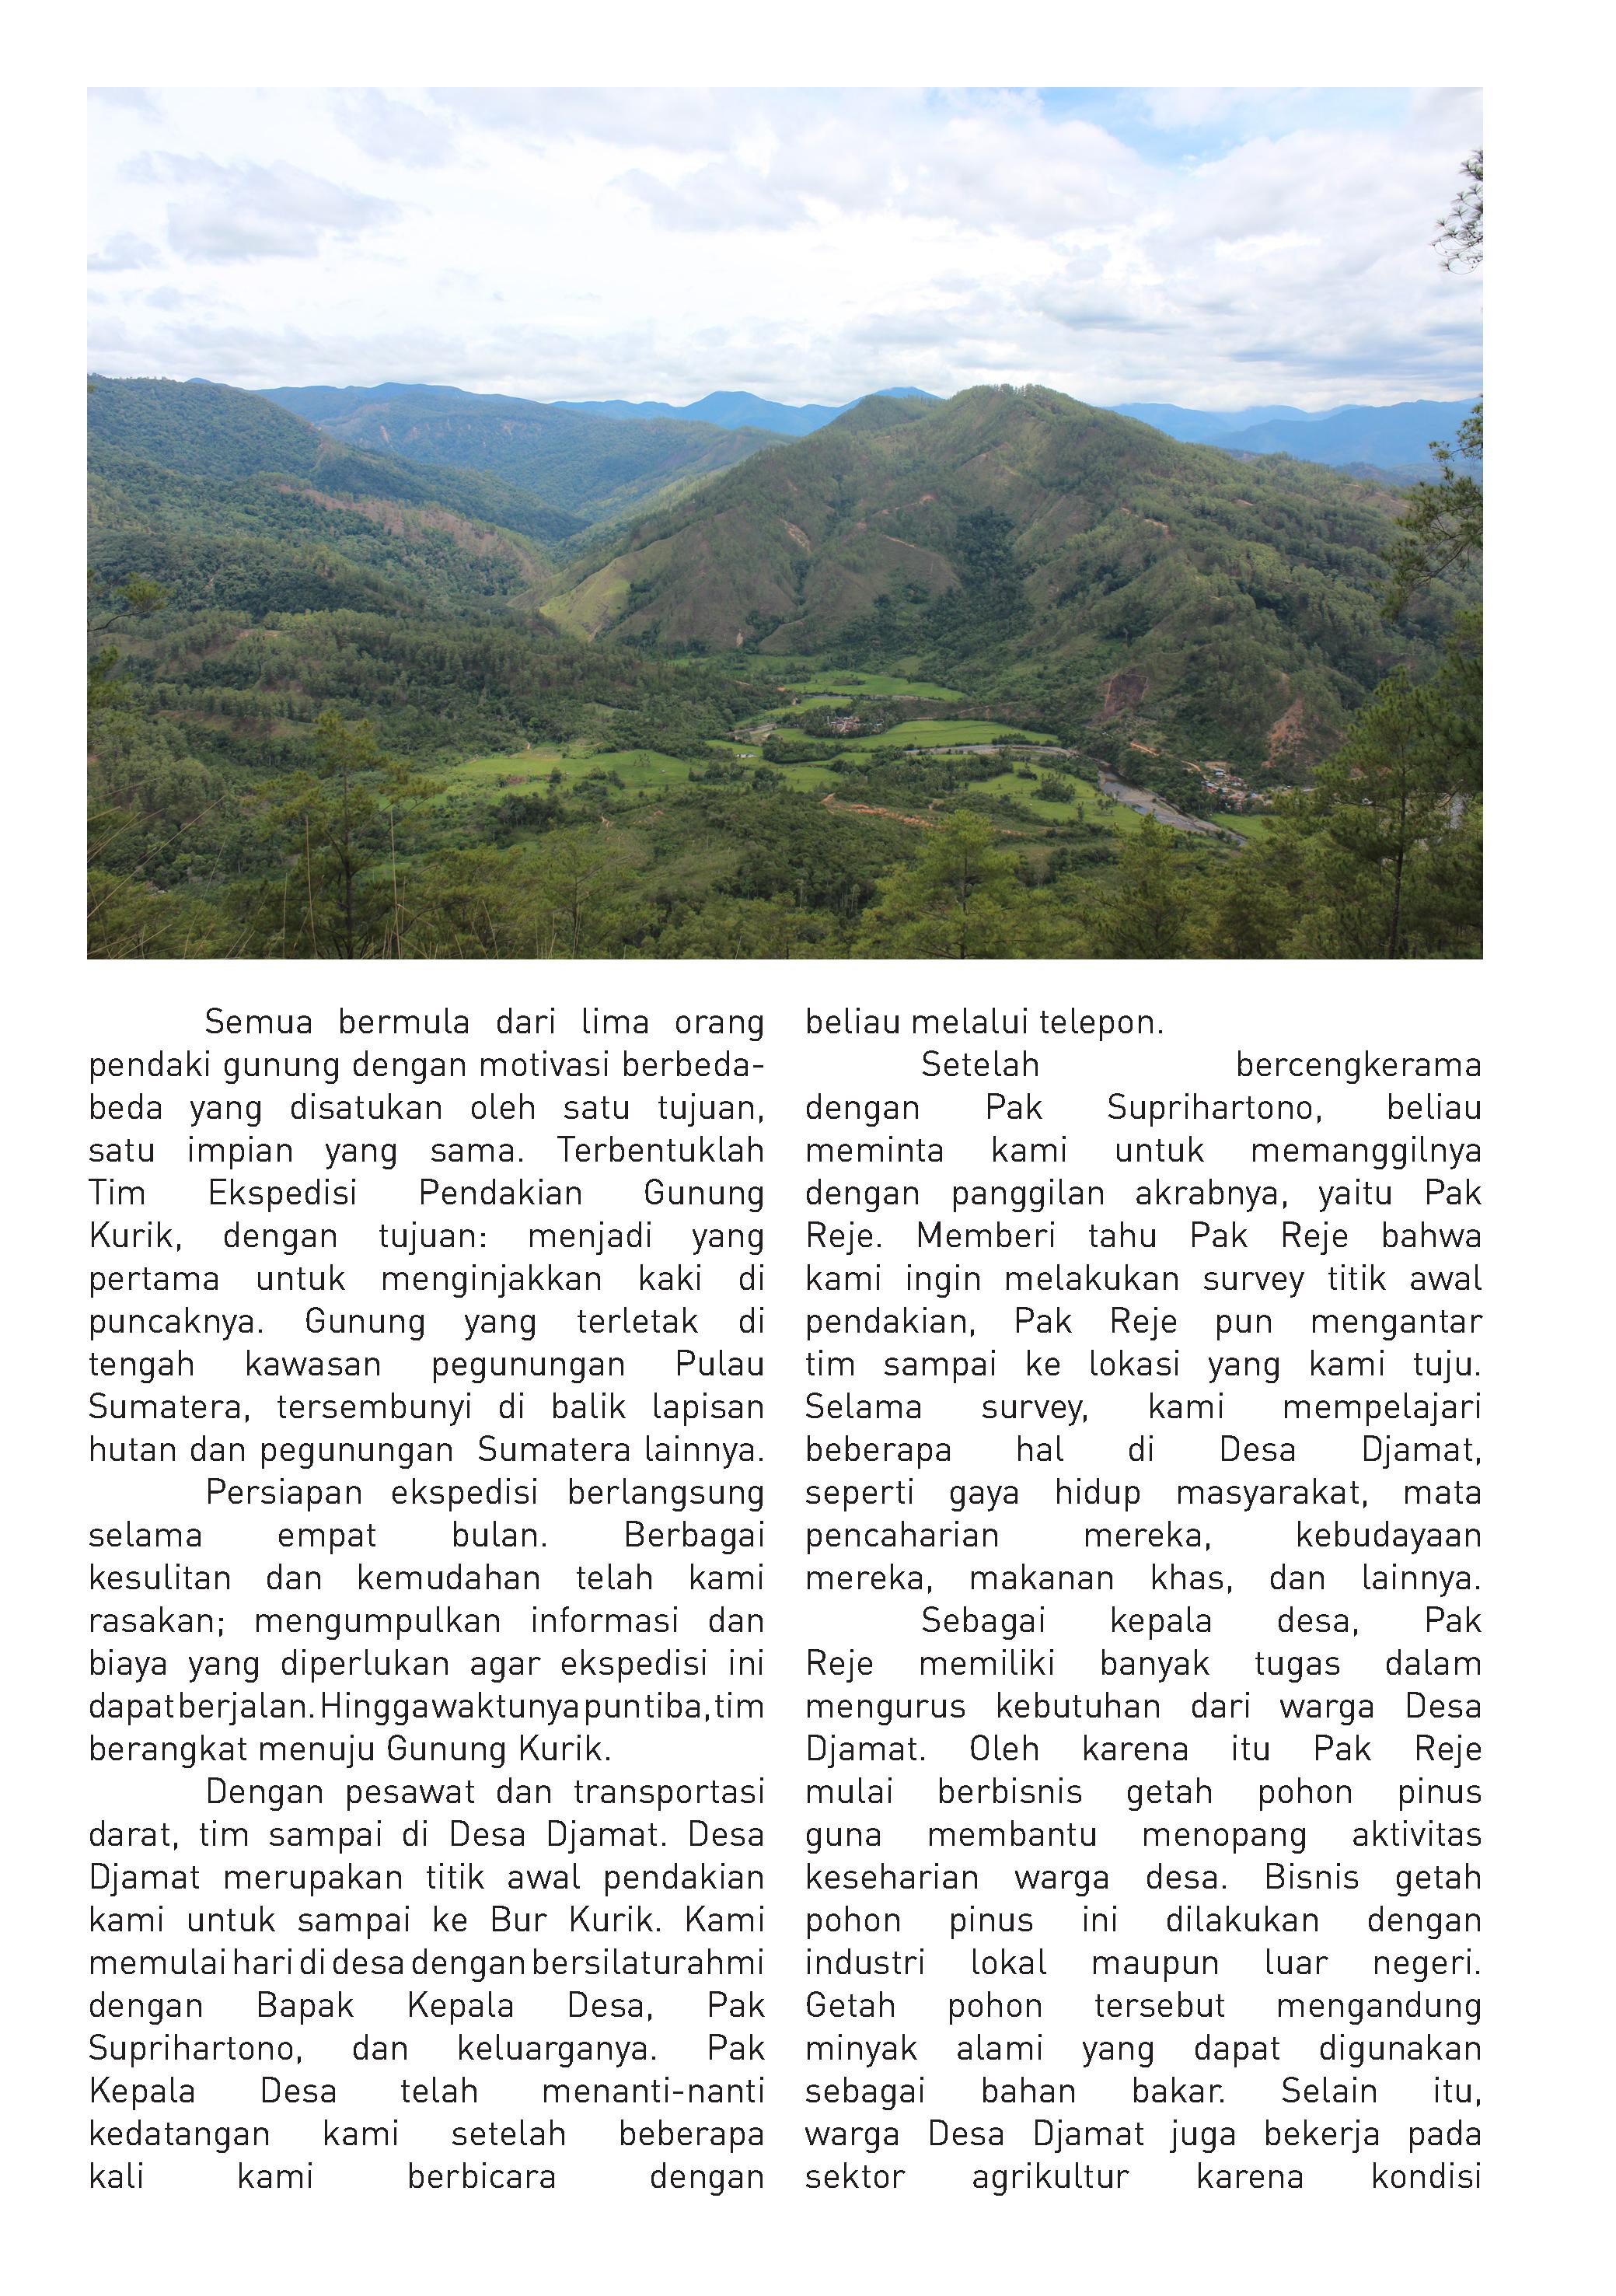 Semua bermula dari lima orang
pendaki gunung dengan motivasi berbeda-
beda yang disatukan oleh satu tujuan,
satu impian yang sama. Terbentuklah
Tim Ekspedisi Pendakian Gunung
Kurik, dengan tujuan: menjadi yang
pertama untuk menginjakkan kaki di
puncaknya. Gunung yang terletak di
tengah kawasan pegunungan Pulau
Sumatera, tersembunyi di balik lapisan
hutan dan pegunungan Sumatera lainnya.
Persiapan ekspedisi berlangsung
selama empat bulan. Berbagai
kesulitan dan kemudahan telah kami
rasakan; mengumpulkan informasi dan
biaya yang diperlukan agar ekspedisi ini
dapat berjalan. Hingga waktunya pun tiba, tim
berangkat menuju Gunung Kurik.
Dengan pesawat dan transportasi
darat, tim sampai di Desa Djamat. Desa
Djamat merupakan titik awal pendakian
kami untuk sampai ke Bur Kurik. Kami
memulai hari di desa dengan bersilaturahmi
dengan Bapak Kepala Desa, Pak
Suprihartono, dan keluarganya. Pak
Kepala Desa telah menanti-nanti
kedatangan kami setelah beberapa
kali kami berbicara dengan
beliau melalui telepon.
Setelah bercengkerama
dengan Pak Suprihartono, beliau
meminta kami untuk memanggilnya
dengan panggilan akrabnya, yaitu Pak
Reje. Memberi tahu Pak Reje bahwa
kami ingin melakukan survey titik awal
pendakian, Pak Reje pun mengantar
tim sampai ke lokasi yang kami tuju.
Selama survey, kami mempelajari
beberapa hal di Desa Djamat,
seperti gaya hidup masyarakat, mata
pencaharian mereka, kebudayaan
mereka, makanan khas, dan lainnya.
Sebagai kepala desa, Pak
Reje memiliki banyak tugas dalam
mengurus kebutuhan dari warga Desa
Djamat. Oleh karena itu Pak Reje
mulai berbisnis getah pohon pinus
guna membantu menopang aktivitas
keseharian warga desa. Bisnis getah
pohon pinus ini dilakukan dengan
industri lokal maupun luar negeri.
Getah pohon tersebut mengandung
minyak alami yang dapat digunakan
sebagai bahan bakar. Selain itu,
warga Desa Djamat juga bekerja pada
sektor agrikultur karena kondisi